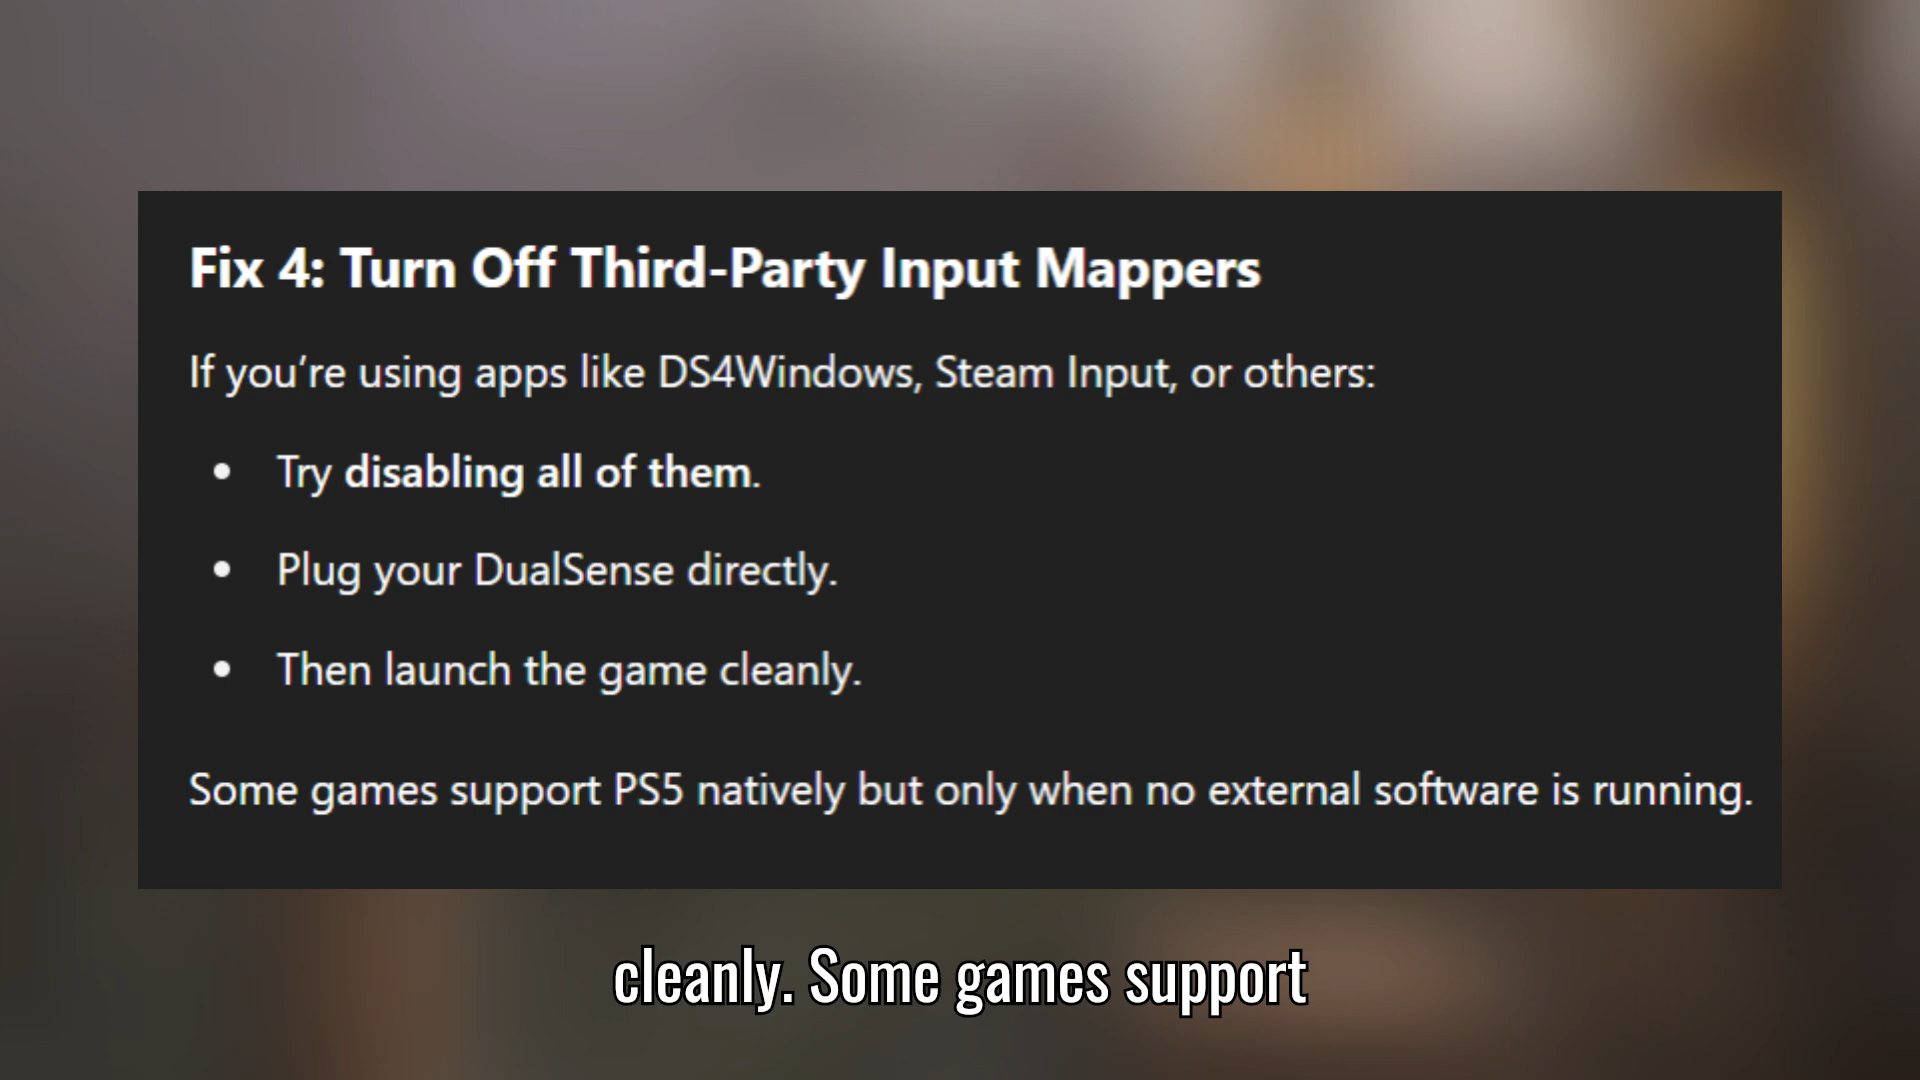 Fix 4: Turn Off Third-Party Input Mappers
If you’re using apps like DS4Windows, Steam Input, or others:
• Try disabling all of them.
• Plug your DualSense directly.
• Then launch the game cleanly.
Some games support PS5 natively but only when no external software is running.
cleanly. Some games support